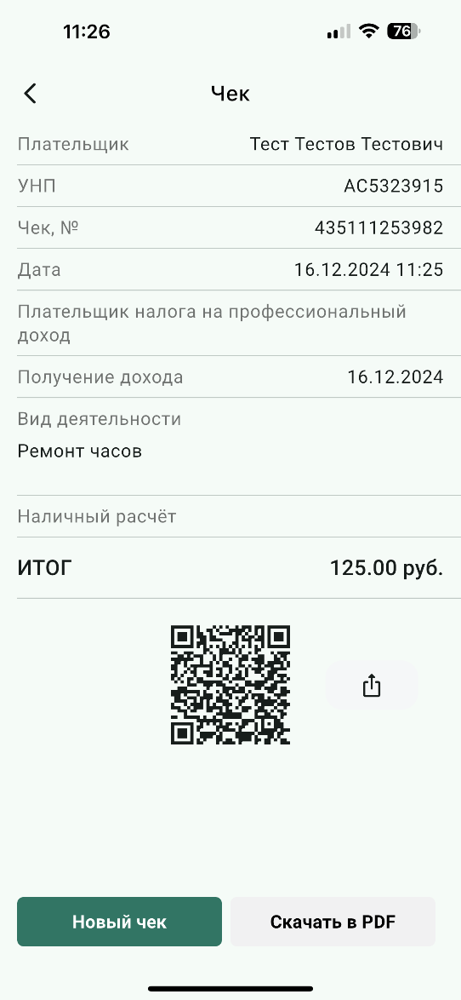 11:26
76
Чек
Плательщик Тест Тестов Тестович
УНП AC5323915
Чек, № 435111253982
Дата 16.12.2024 11:25
Плательщик налога на профессиональный
доход
Получение дохода 16.12.2024
Вид деятельности
Ремонт часов
Наличный расчёт
ИТОГ 125.00 руб.
Новый чек Скачать в PDF